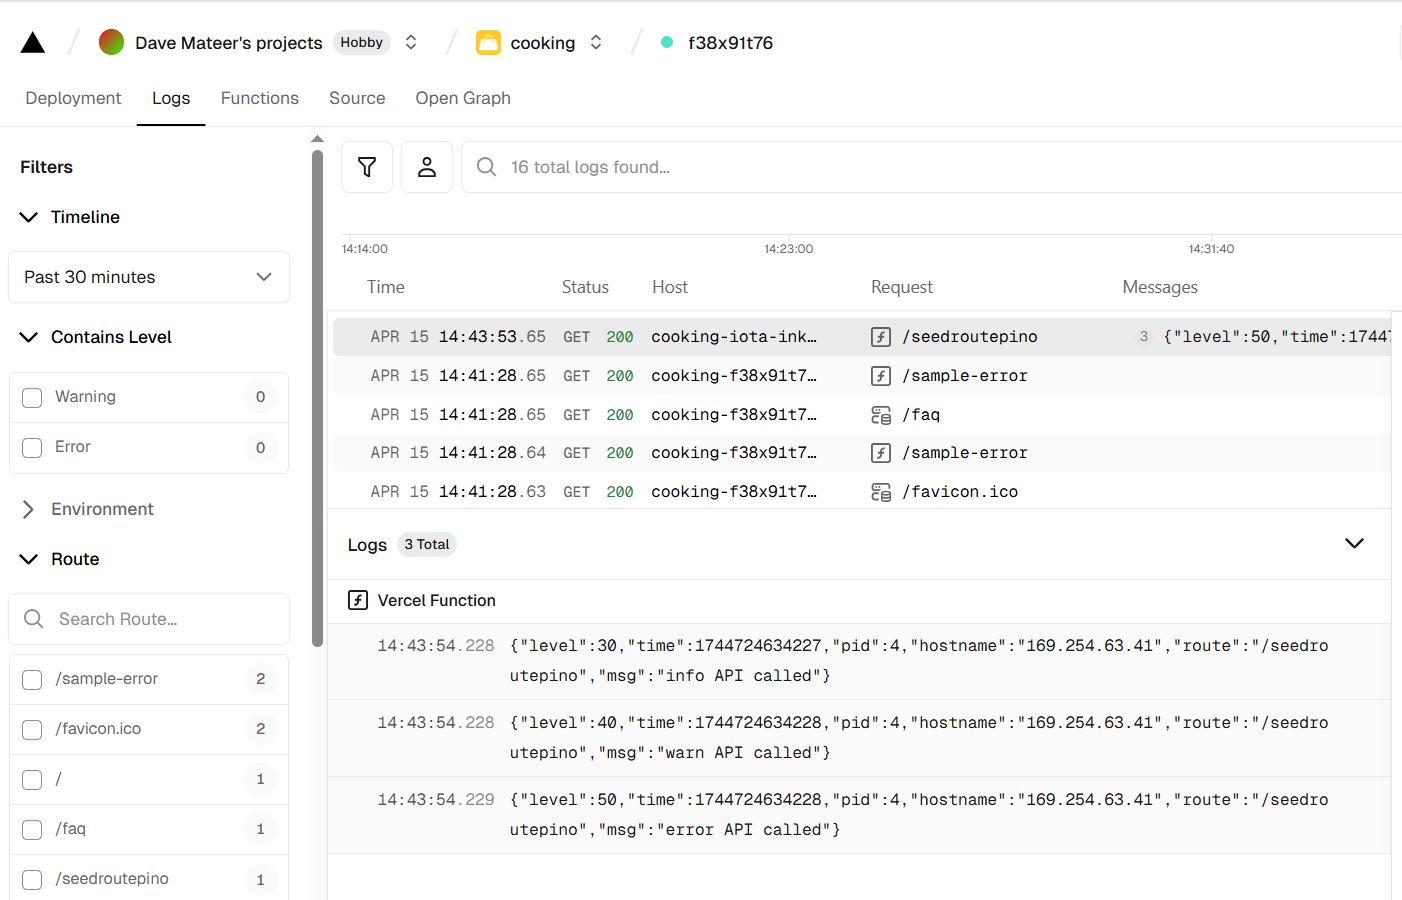 Dave Mateer's projects Hobby cooking f38x91t76
Deployment Logs Functions Source Open Graph
Filters
Timeline
Past 30 minutes
Contains Level
Warning 0
Error 0
Environment
Route
Search Route...
/sample-error 2
/favicon.ico 2
/ 1
/faq 1
/seedroutepino 1
16 total logs found...
14:14:00 14:23:00 14:31:40
Time Status Host Request Messages
APR 15 14:43:53.65 GET 200 cooking-iota-ink… /seedroutepino 3 {"level":50,"time":17447
APR 15 14:41:28.65 GET 200 cooking-f38x91t7… /sample-error
APR 15 14:41:28.65 GET 200 cooking-f38x91t7… /faq
APR 15 14:41:28.64 GET 200 cooking-f38x91t7… /sample-error
APR 15 14:41:28.63 GET 200 cooking-f38x91t7… /favicon.ico
Logs 3 Total
Vercel Function
14:43:54.228 {"level":30,"time":1744724634227,"pid":4,"hostname":"169.254.63.41","route":"/seedro
utepino","msg":"info API called"}
14:43:54.228 {"level":40,"time":1744724634228,"pid":4,"hostname":"169.254.63.41","route":"/seedro
utepino","msg":"warn API called"}
14:43:54.229 {"level":50,"time":1744724634228,"pid":4,"hostname":"169.254.63.41","route":"/seedro
utepino","msg":"error API called"}